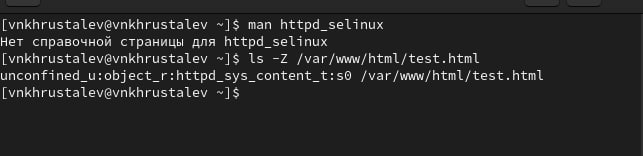 [vnkhrustalev@vnkhrustalev ~]$ man httpd_selinux
Нет справочной страницы для httpd_selinux
[vnkhrustalev@vnkhrustalev ~]$ ls -Z /var/www/html/test.html
unconfined_u:object_r:httpd_sys_content_t:s0 /var/www/html/test.html
[vnkhrustalev@vnkhrustalev ~]$